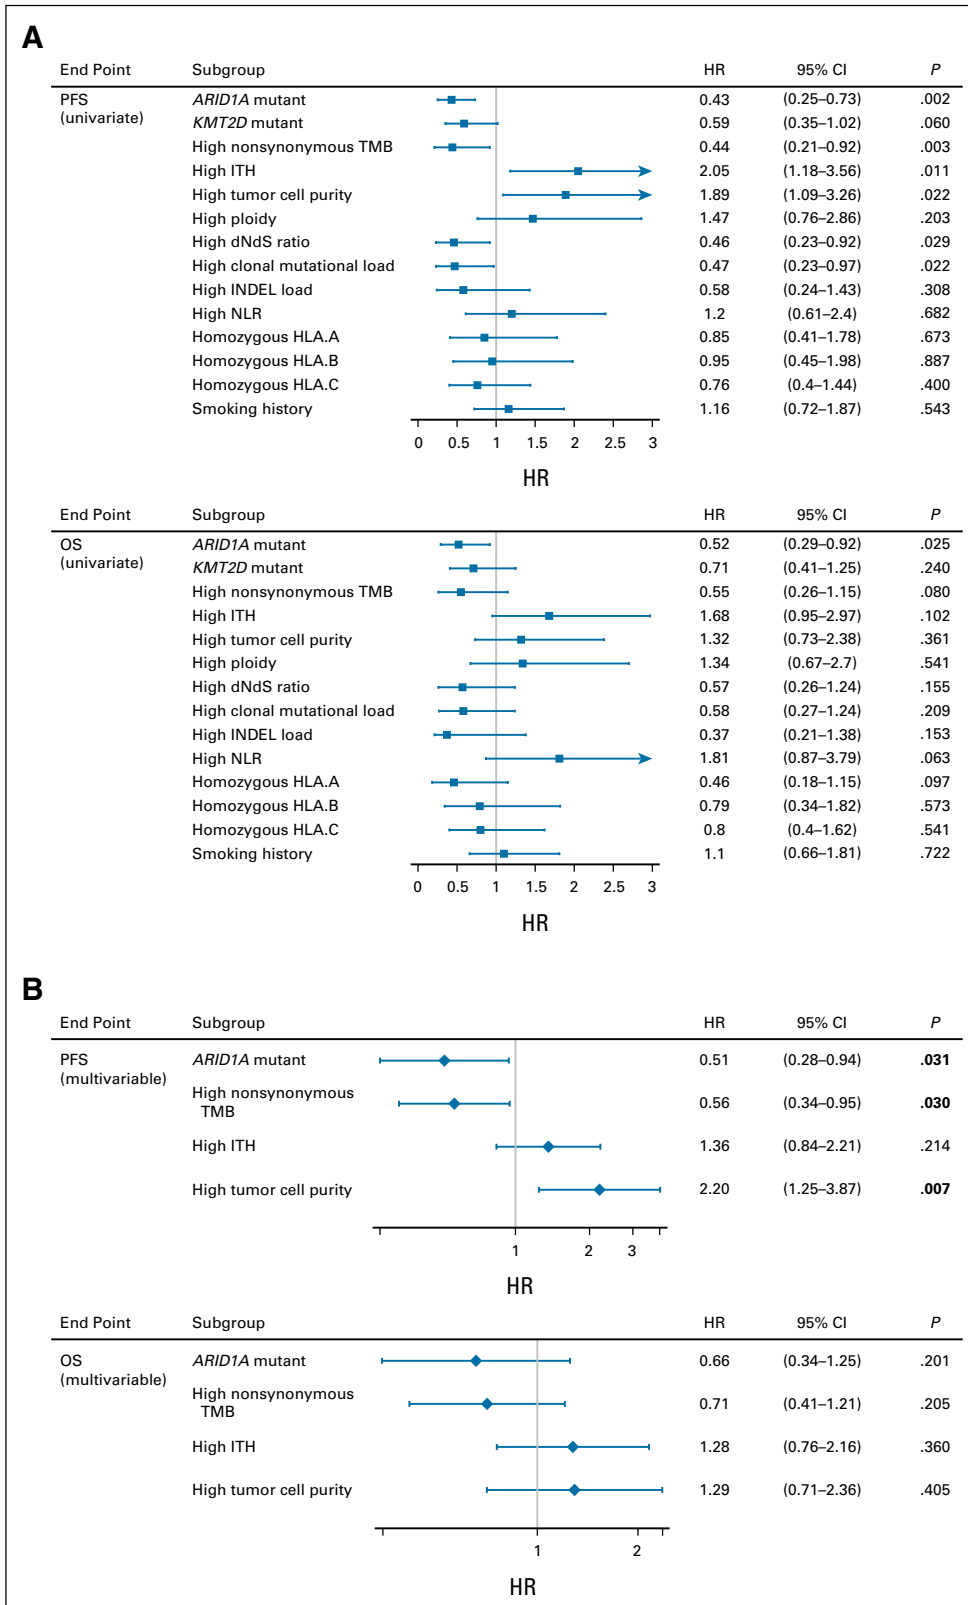 A
End Point Subgroup HR 95% CI P
PFS (univariate) ARID1A mutant 0.43 (0.25–0.73) .002
KMT2D mutant 0.59 (0.35–1.02) .060
High nonsynonymous TMB 0.44 (0.21–0.92) .003
High ITH 2.05 (1.18–3.56) .011
High tumor cell purity 1.89 (1.09–3.26) .022
High ploidy 1.47 (0.76–2.86) .203
High dNdS ratio 0.46 (0.23–0.92) .029
High clonal mutational load 0.47 (0.23–0.97) .022
High INDEL load 0.58 (0.24–1.43) .308
High NLR 1.2 (0.61–2.4) .682
Homozygous HLA.A 0.85 (0.41–1.78) .673
Homozygous HLA.B 0.95 (0.45–1.98) .887
Homozygous HLA.C 0.76 (0.4–1.44) .400
Smoking history 1.16 (0.72–1.87) .543
0 0.5 1 1.5 2 2.5 3
HR
End Point Subgroup HR 95% CI P
OS (univariate) ARID1A mutant 0.52 (0.29–0.92) .025
KMT2D mutant 0.71 (0.41–1.25) .240
High nonsynonymous TMB 0.55 (0.26–1.15) .080
High ITH 1.68 (0.95–2.97) .102
High tumor cell purity 1.32 (0.73–2.38) .361
High ploidy 1.34 (0.67–2.7) .541
High dNdS ratio 0.57 (0.26–1.24) .155
High clonal mutational load 0.58 (0.27–1.24) .209
High INDEL load 0.37 (0.21–1.38) .153
High NLR 1.81 (0.87–3.79) .063
Homozygous HLA.A 0.46 (0.18–1.15) .097
Homozygous HLA.B 0.79 (0.34–1.82) .573
Homozygous HLA.C 0.8 (0.4–1.62) .541
Smoking history 1.1 (0.66–1.81) .722
0 0.5 1 1.5 2 2.5 3
HR
B
End Point Subgroup HR 95% CI P
PFS (multivariable) ARID1A mutant 0.51 (0.28–0.94) .031
High nonsynonymous TMB 0.56 (0.34–0.95) .030
High ITH 1.36 (0.84–2.21) .214
High tumor cell purity 2.20 (1.25–3.87) .007
1 2 3
HR
End Point Subgroup HR 95% CI P
OS (multivariable) ARID1A mutant 0.66 (0.34–1.25) .201
High nonsynonymous TMB 0.71 (0.41–1.21) .205
High ITH 1.28 (0.76–2.16) .360
High tumor cell purity 1.29 (0.71–2.36) .405
1 2
HR